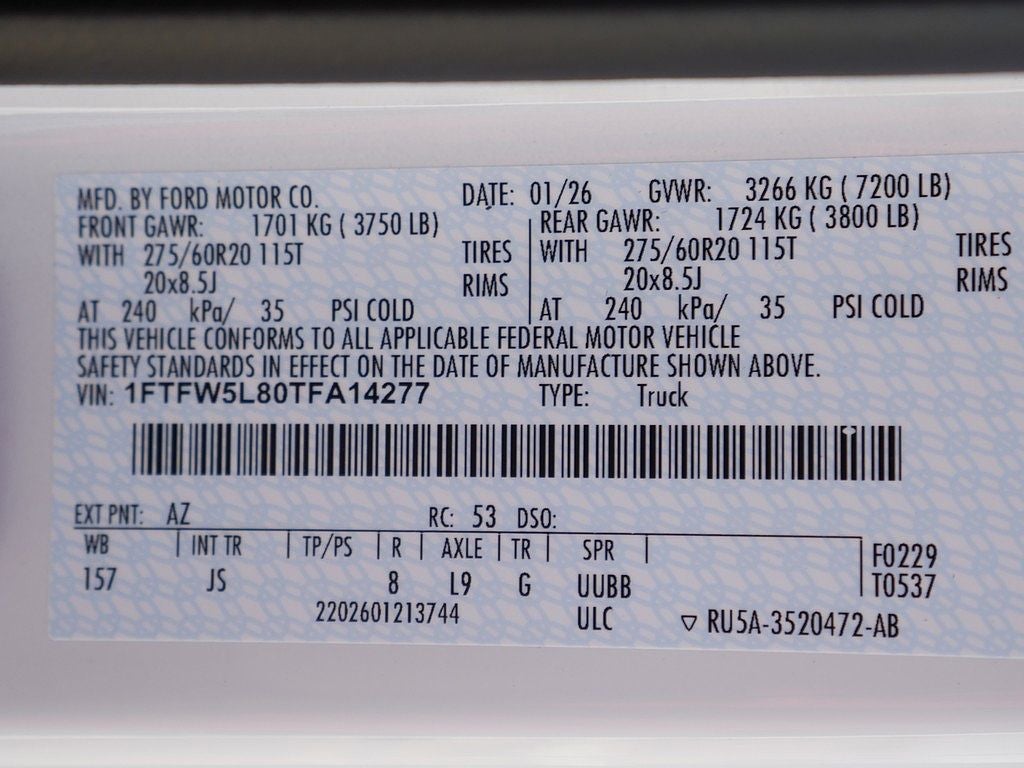 MFD. BY FORD MOTOR CO. DATE: 01/26 GVWR: 3266 KG ( 7200 LB)
FRONT GAWR: 1701 KG ( 3750 LB) REAR GAWR: 1724 KG ( 3800 LB)
WITH 275/60R20 115T TIRES WITH 275/60R20 115T TIRES
20x8.5J RIMS 20x8.5J RIMS
AT 240 kPa/ 35 PSI COLD AT 240 kPa/ 35 PSI COLD
THIS VEHICLE CONFORMS TO ALL APPLICABLE FEDERAL MOTOR VEHICLE
SAFETY STANDARDS IN EFFECT ON THE DATE OF MANUFACTURE SHOWN ABOVE.
VIN: 1FTFW5L80TFA14277 TYPE: Truck
EXT PNT: AZ RC: 53 DSO:
WB INT TR TP/PS R AXLE TR SPR F0229
157 JS 8 L9 G UUBB T0537
2202601213744 ULC ▽ RU5A-3520472-AB